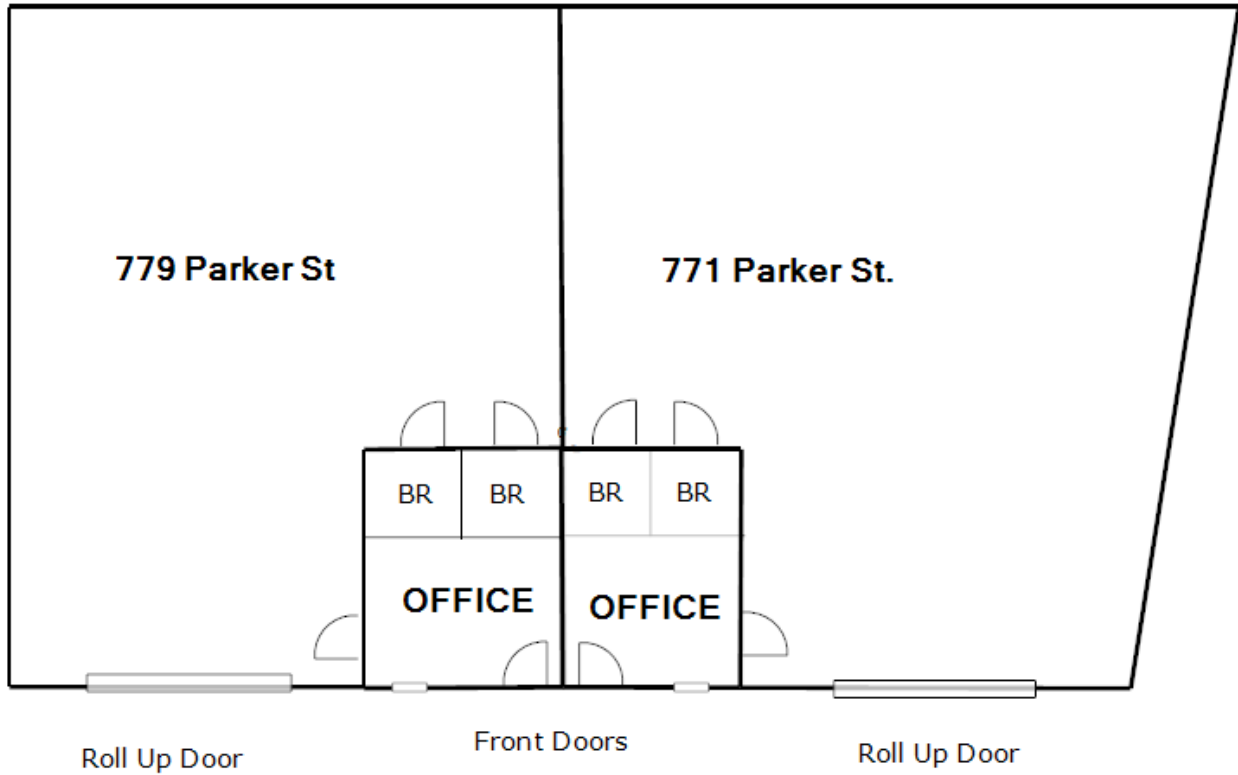 779 Parker St
771 Parker St.
BR
BR
BR
BR
OFFICE
OFFICE
Roll Up Door
Front Doors
Roll Up Door